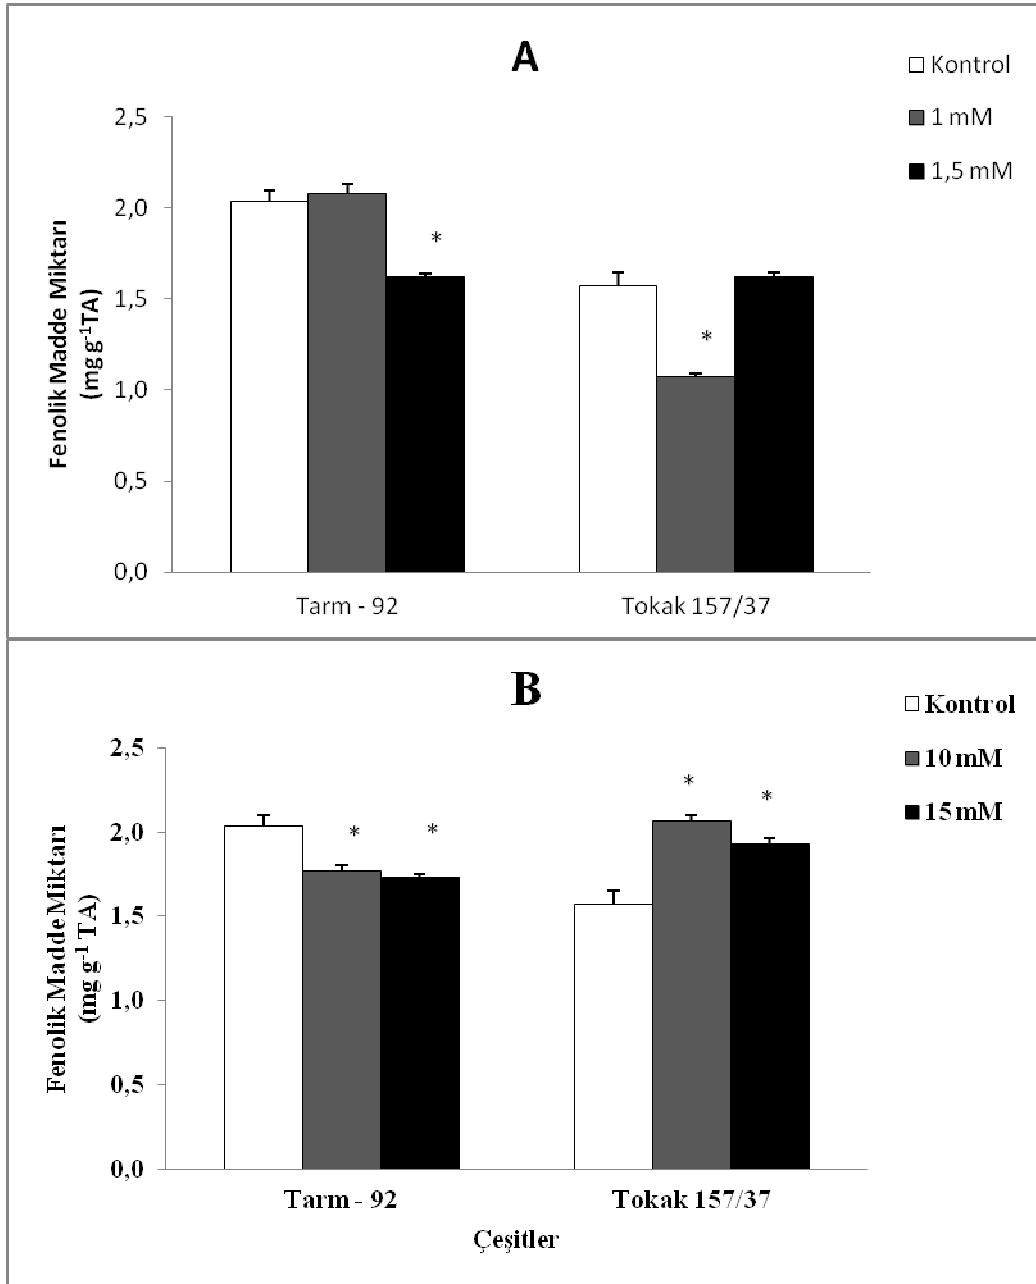 A
Kontrol
1 mM
1,5 mM
2,5
2,0
1,5
1,0
0,5
0,0
Fenolik Madde Miktarı
(mg g⁻¹TA)
*
*
Tarm - 92
Tokak 157/37
B
Kontrol
10 mM
15 mM
2,5
2,0
1,5
1,0
0,5
0,0
Fenolik Madde Miktarı
(mg g⁻¹ TA)
*
*
*
*
Tarm - 92
Tokak 157/37
Çeşitler